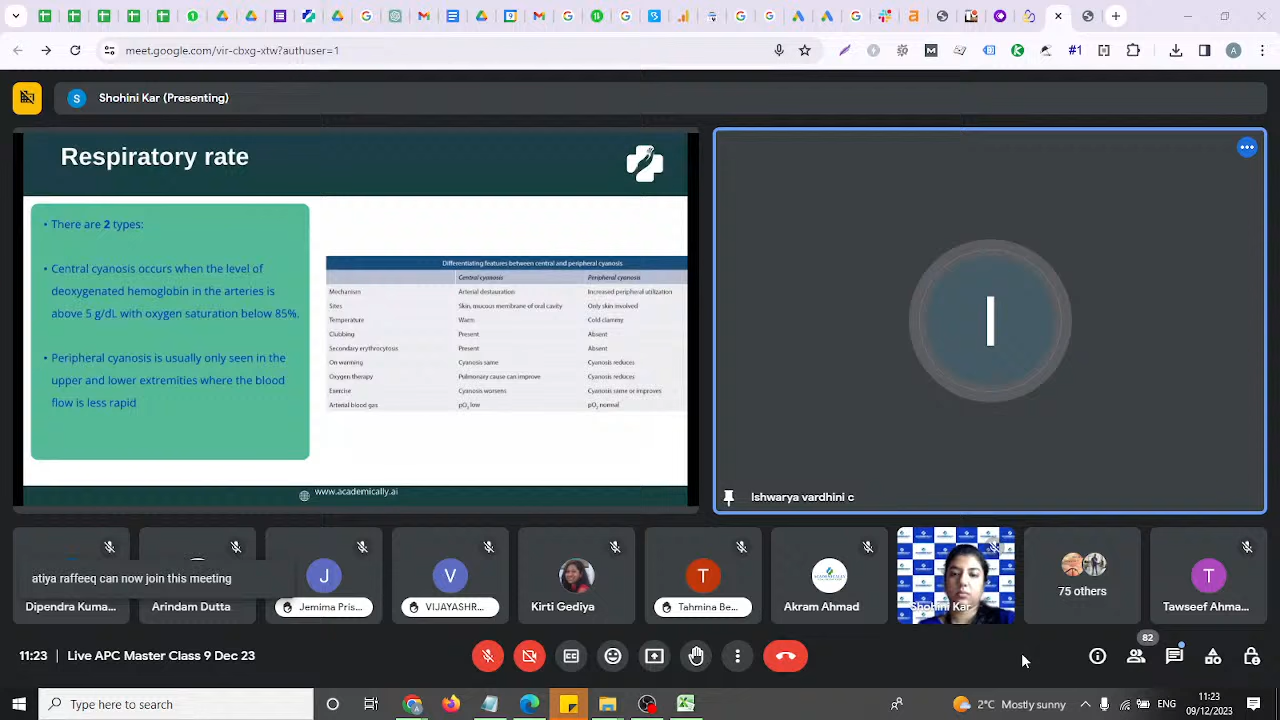 meet.google.com/vir-cbxg-xtw?authuser=1
A
S Shohini Kar (Presenting)
Respiratory rate
• There are 2 types:
• Central cyanosis occurs when the level of
deoxygenated hemoglobin in the arteries is
above 5 g/dL with oxygen saturation below 85%.
• Peripheral cyanosis is usually only seen in the
upper and lower extremities where the blood
flow is less rapid
Differentiating features between central and peripheral cyanosis
Central cyanosis Peripheral cyanosis
Mechanism Arterial desaturation Increased peripheral utilization
Sites Skin, mucous membrane of oral cavity Only skin involved
Temperature Warm Cold clammy
Clubbing Present Absent
Secondary erythrocytosis Present Absent
On warming Cyanosis same Cyanosis reduces
Oxygen therapy Pulmonary cause can improve Cyanosis reduces
Exercise Cyanosis worsens Cyanosis same or improves
Arterial blood gas pO₂ low pO₂ normal
www.academically.ai
I
Ishwarya vardhini c
can now join this meeting
J V T T
75 others
Dipendra Kuma... Jemima Pris... VIJAYASHR... Kirti Gediya Tahmina Be... Akram Ahmad Shohini Kar Tawseef Ahma...
82
11:23 | Live APC Master Class 9 Dec 23
Type here to search
2°C Mostly sunny
ENG
11:23
09/12/2023